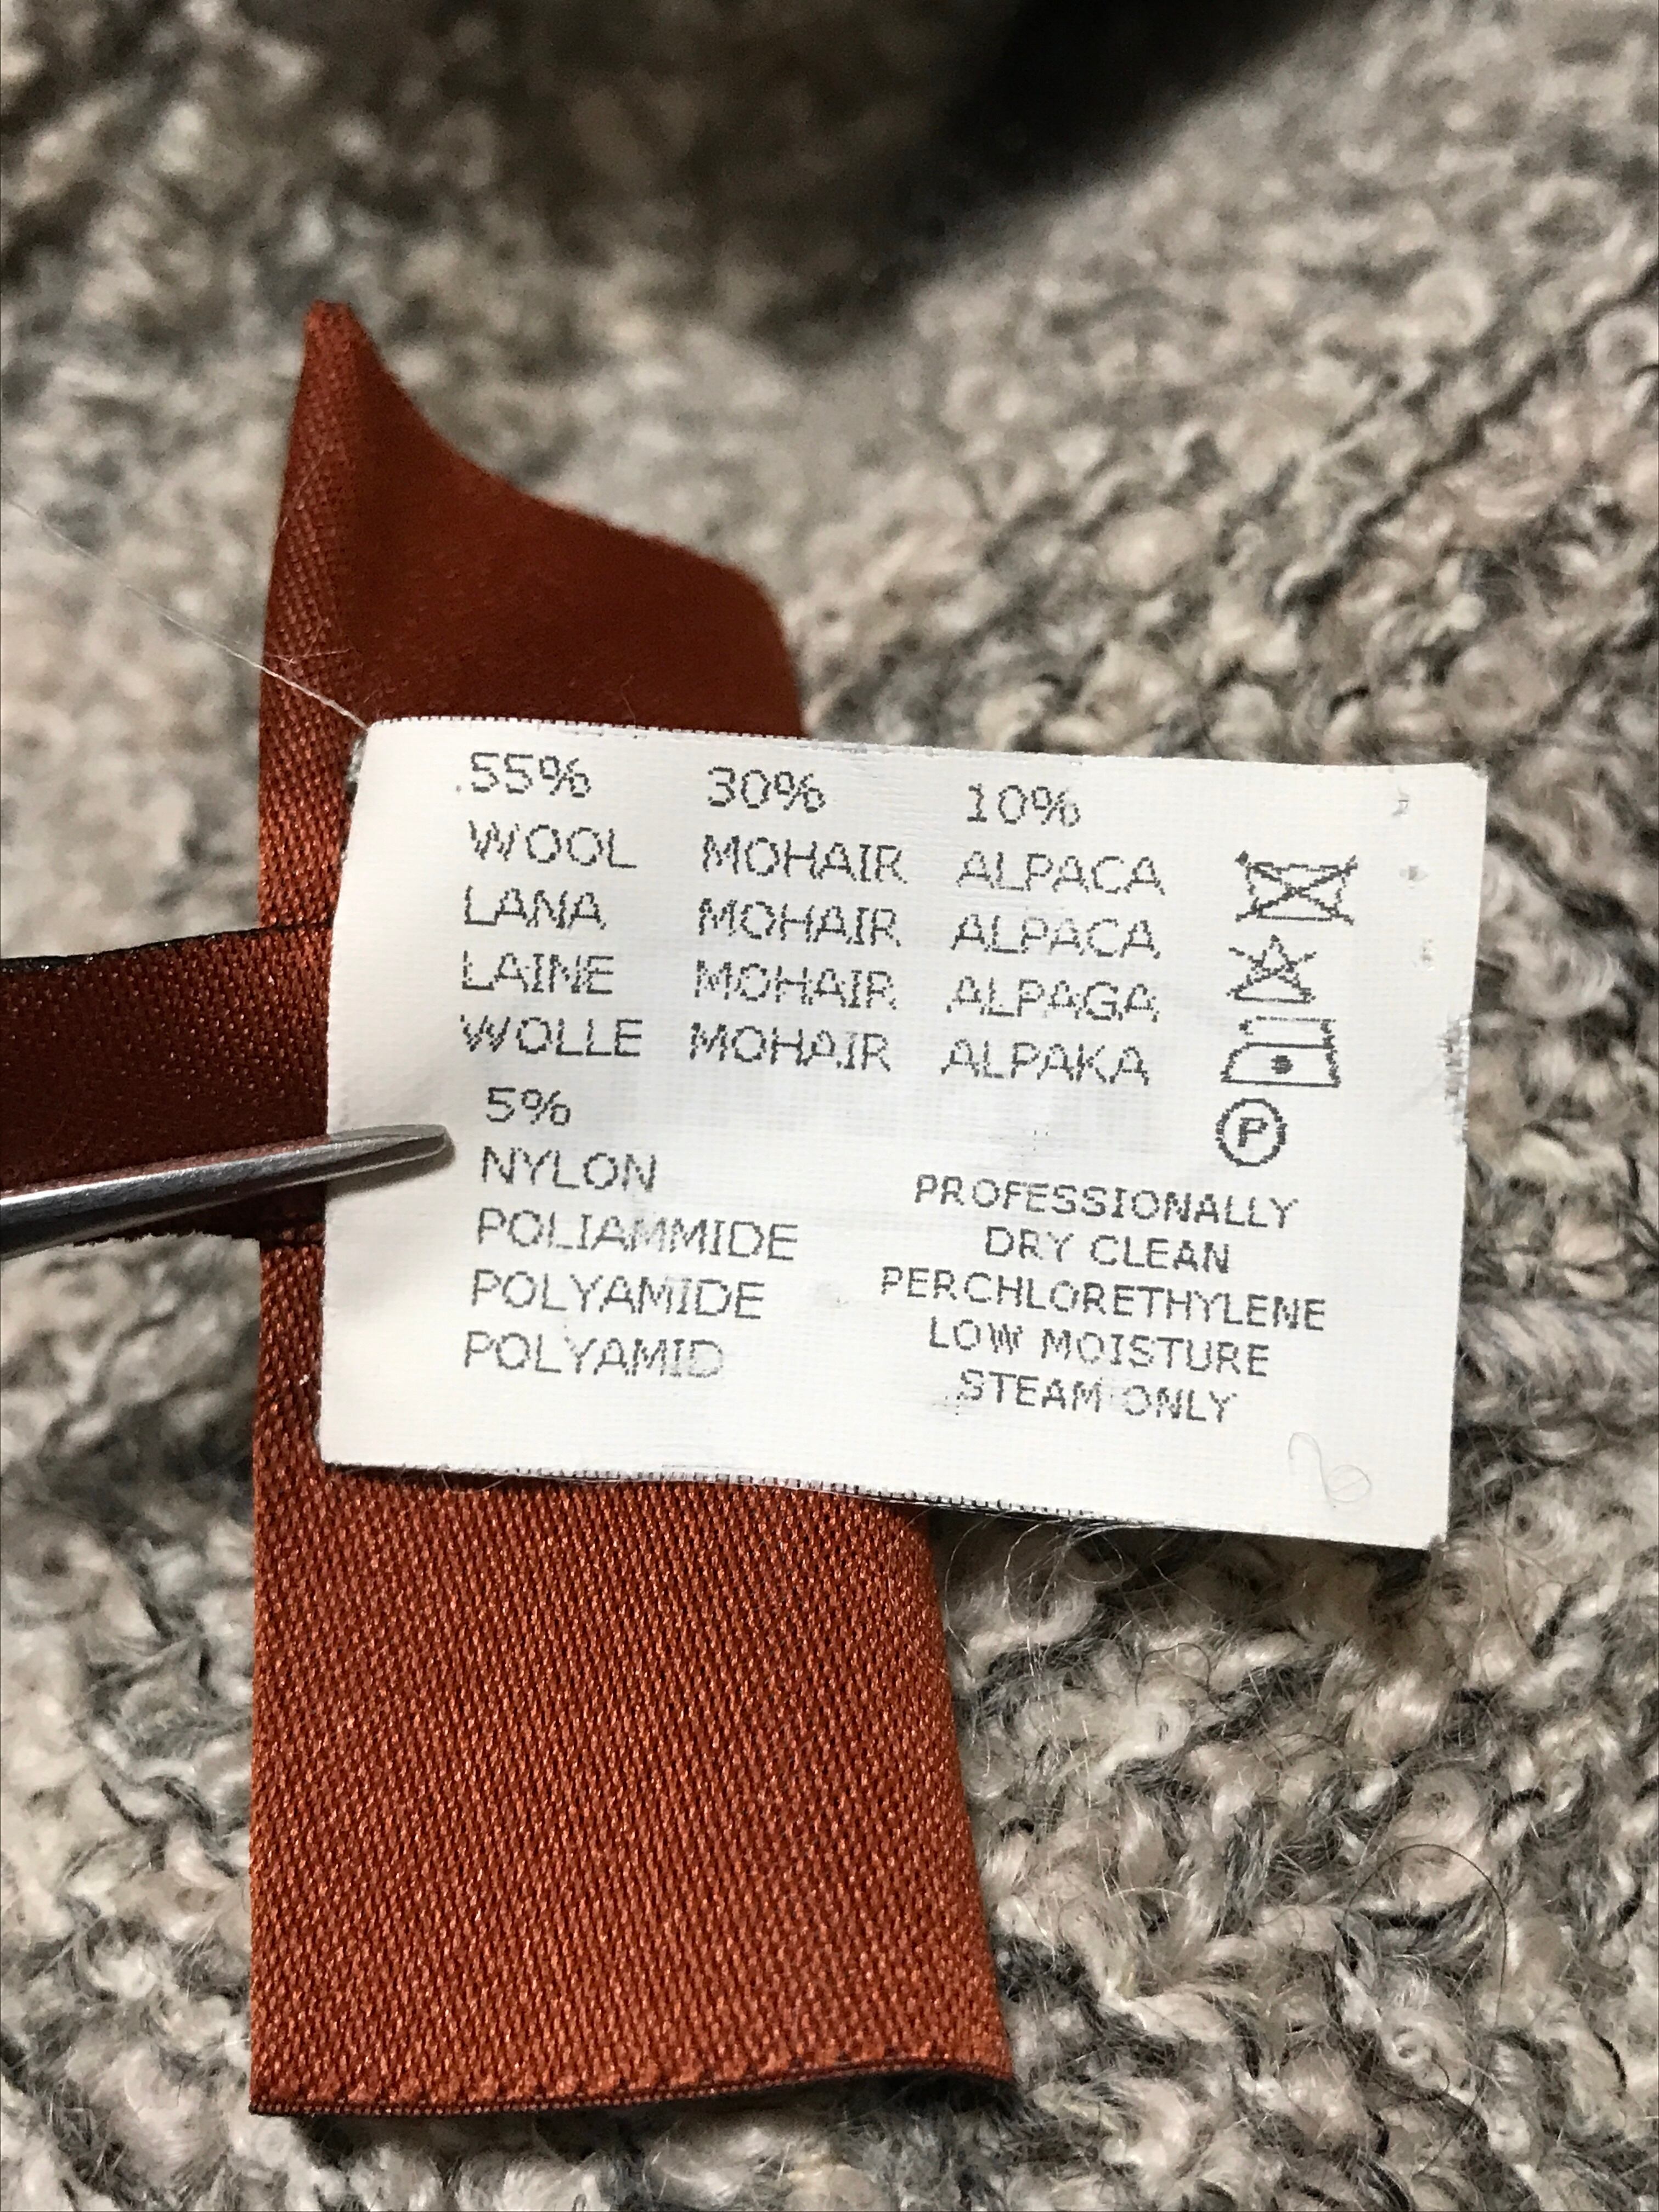 55% 30% 10%
WOOL MOHAIR ALPACA
LANA MOHAIR ALPACA
LAINE MOHAIR ALPAGA
WOLLE MOHAIR ALPAKA
5%
NYLON
POLIAMMIDE
POLYAMIDE
POLYAMID
P
PROFESSIONALLY
DRY CLEAN
PERCHLORETHYLENE
LOW MOISTURE
STEAM ONLY